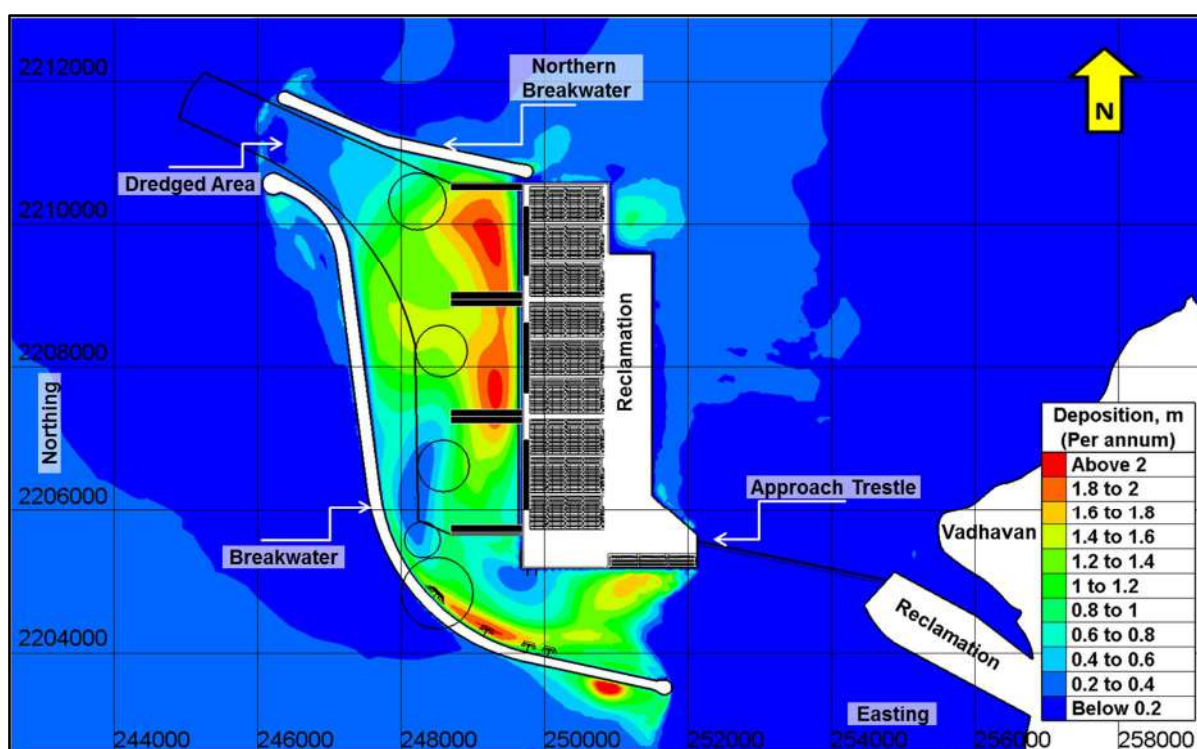 2212000
Northern
Breakwater
N
Dredged Area
2210000
2208000
Northing
Reclamation
Deposition, m
(Per annum)
Above 2
1.8 to 2
1.6 to 1.8
1.4 to 1.6
1.2 to 1.4
1 to 1.2
0.8 to 1
0.6 to 0.8
0.4 to 0.6
0.2 to 0.4
Below 0.2
2206000
Approach Trestle
Vadhavan
Breakwater
Reclamation
2204000
Easting
244000
246000
248000
250000
252000
254000
256000
258000